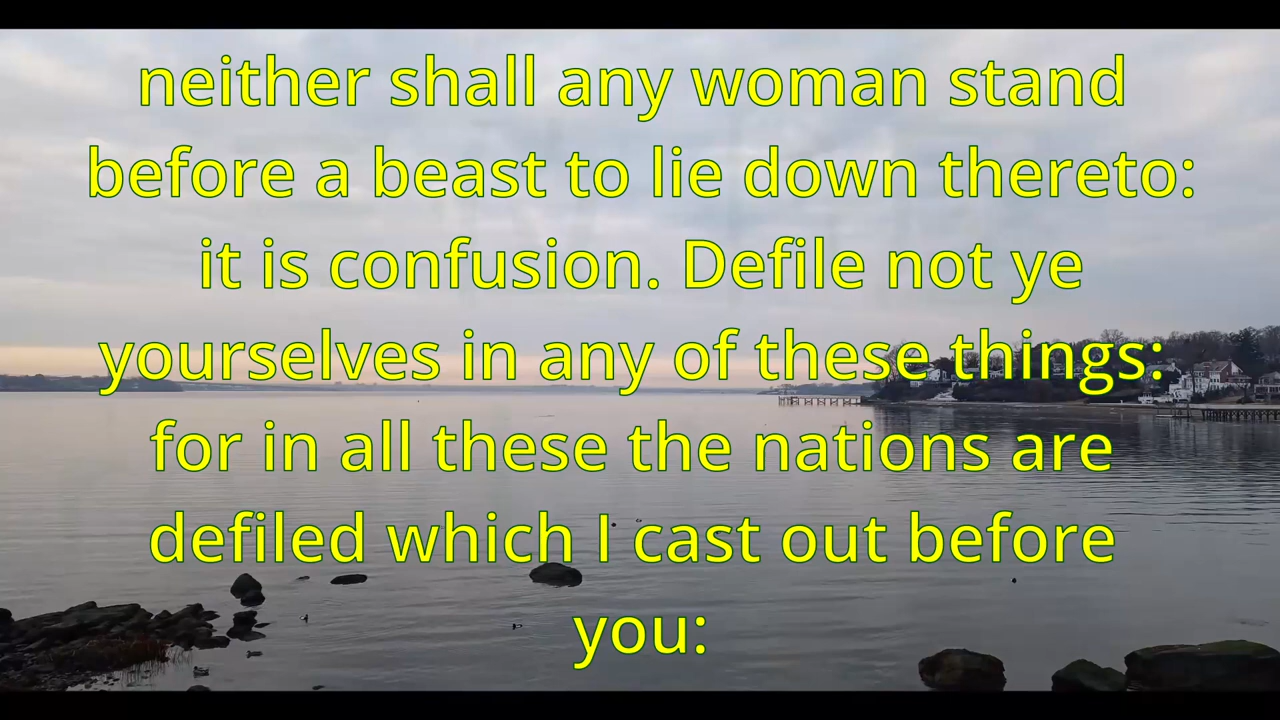 neither shall any woman stand
before a beast to lie down thereto:
it is confusion. Defile not ye
yourselves in any of these things:
for in all these the nations are
defiled which I cast out before
you: